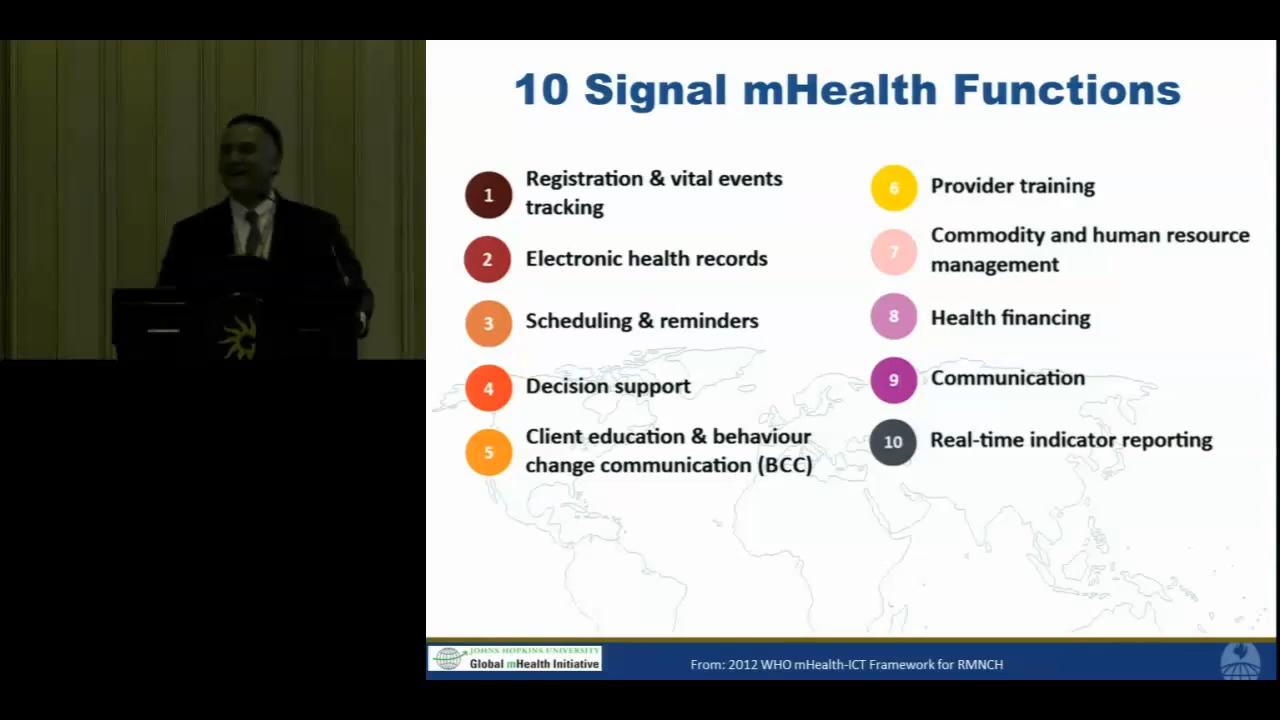 10 Signal mHealth Functions
1
Registration & vital events
tracking
2
Electronic health records
3
Scheduling & reminders
4
Decision support
5
Client education & behaviour
change communication (BCC)
6
Provider training
7
Commodity and human resource
management
8
Health financing
9
Communication
10
Real-time indicator reporting
JOHNS HOPKINS UNIVERSITY
Global mHealth Initiative
From: 2012 WHO mHealth-ICT Framework for RMNCH